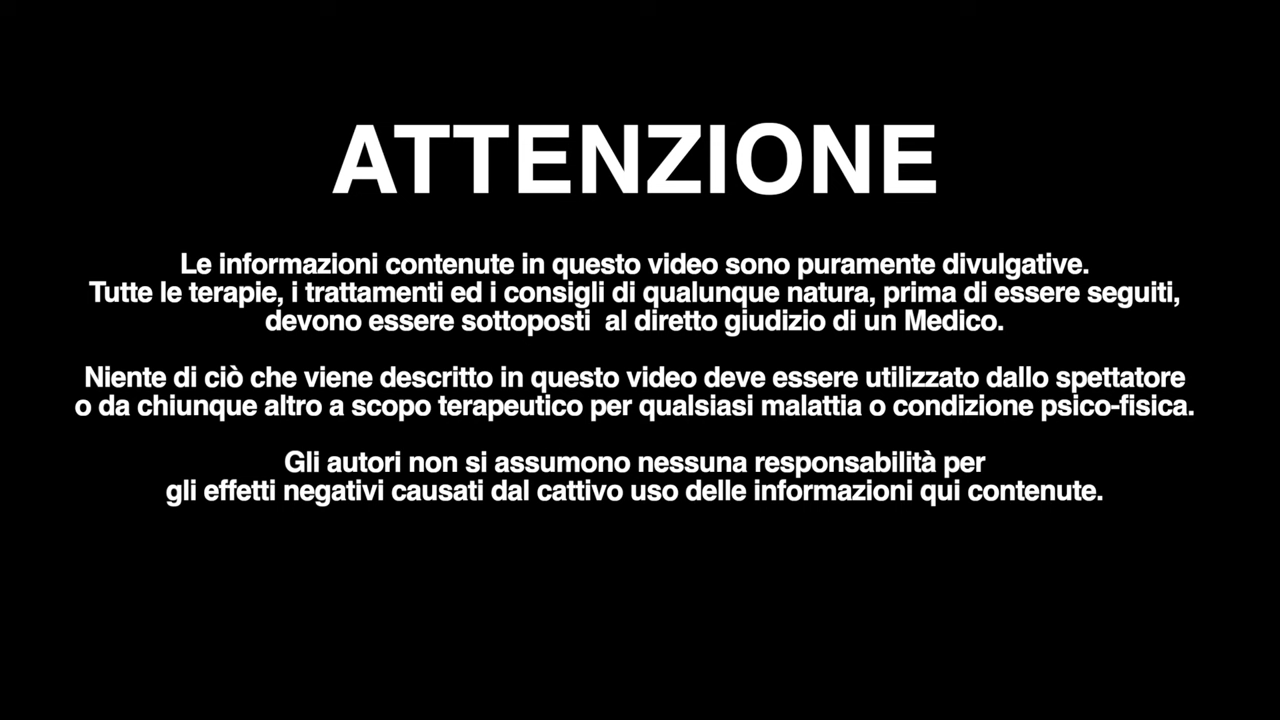 ATTENZIONE
Le informazioni contenute in questo video sono puramente divulgative.
Tutte le terapie, i trattamenti ed i consigli di qualunque natura, prima di essere seguiti,
devono essere sottoposti  al diretto giudizio di un Medico.
Niente di ciò che viene descritto in questo video deve essere utilizzato dallo spettatore
o da chiunque altro a scopo terapeutico per qualsiasi malattia o condizione psico-fisica.
Gli autori non si assumono nessuna responsabilità per
gli effetti negativi causati dal cattivo uso delle informazioni qui contenute.